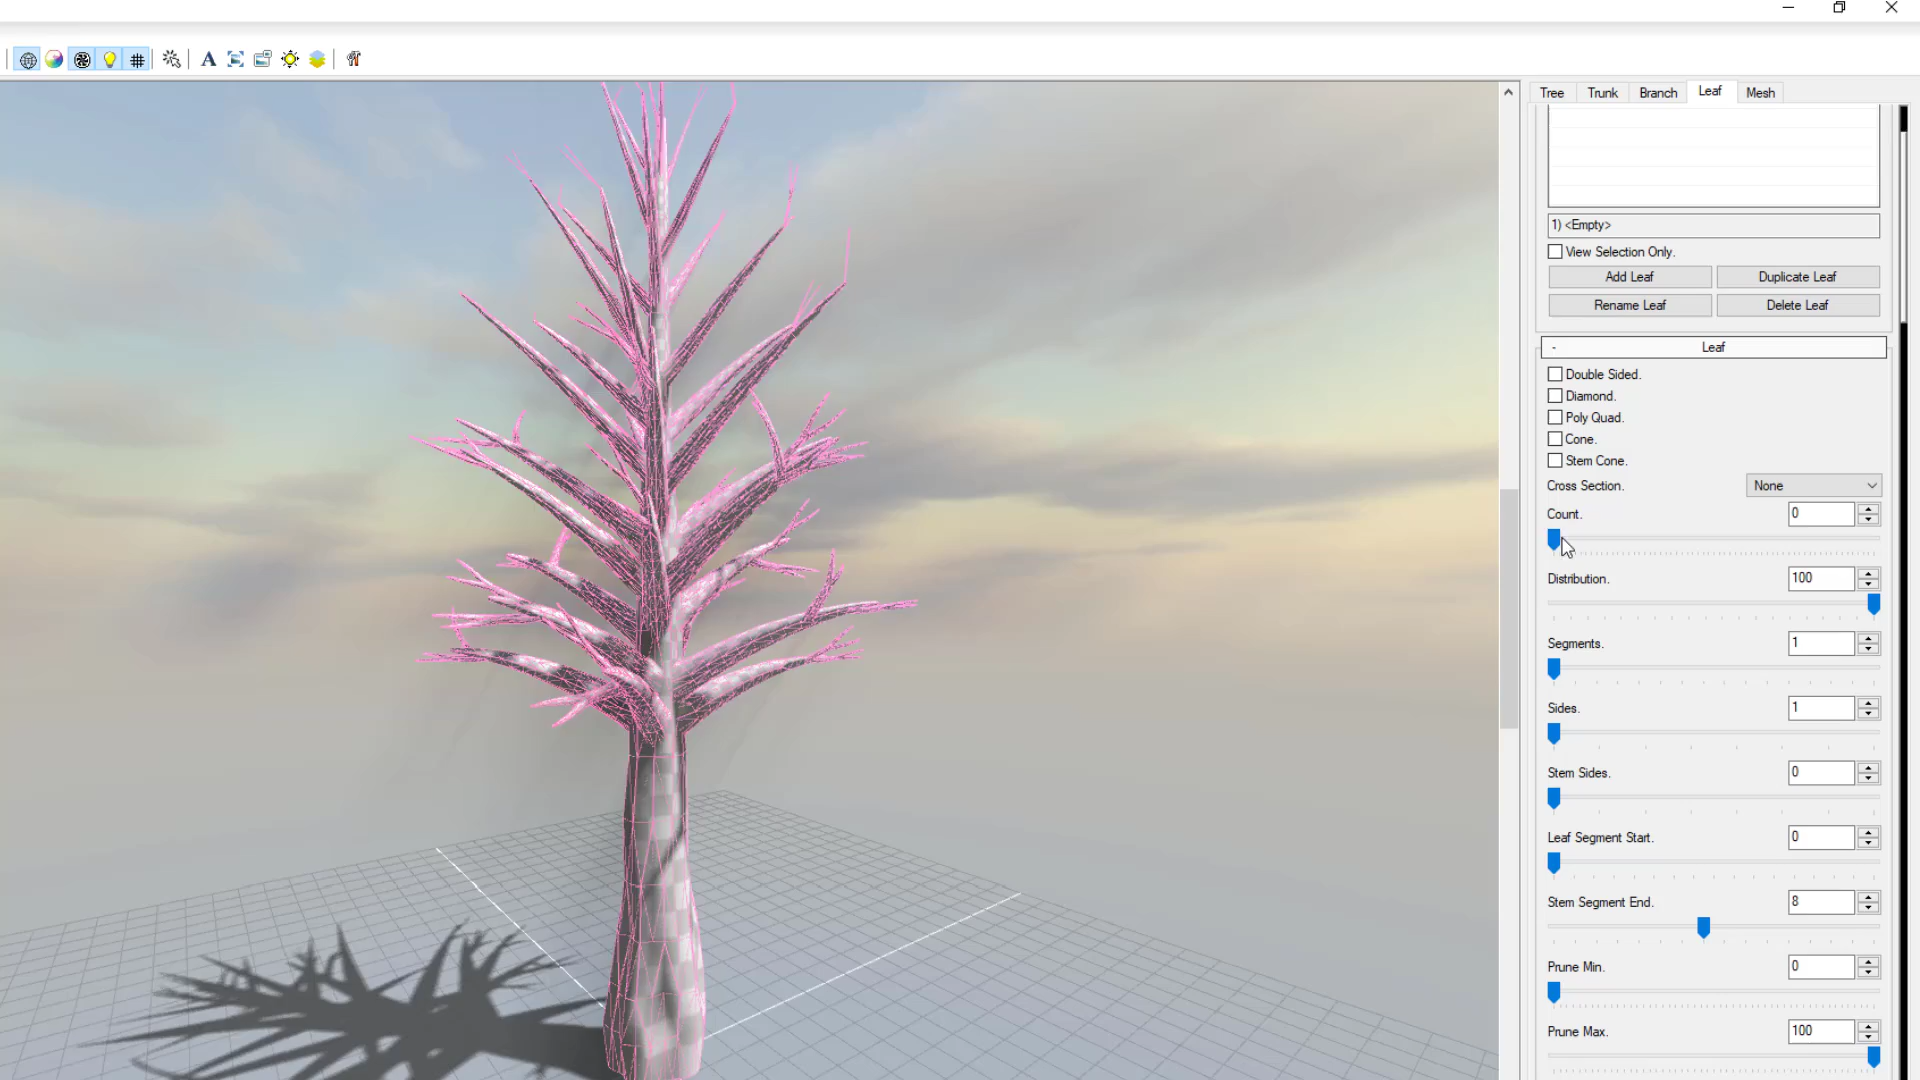 A
Tree Trunk Branch Leaf Mesh
1) <Empty>
View Selection Only.
Add Leaf Duplicate Leaf
Rename Leaf Delete Leaf
- Leaf
Double Sided.
Diamond.
Poly Quad.
Cone.
Stem Cone.
Cross Section. None
Count. 0
Distribution. 100
Segments. 1
Sides. 1
Stem Sides. 0
Leaf Segment Start. 0
Stem Segment End. 8
Prune Min. 0
Prune Max. 100